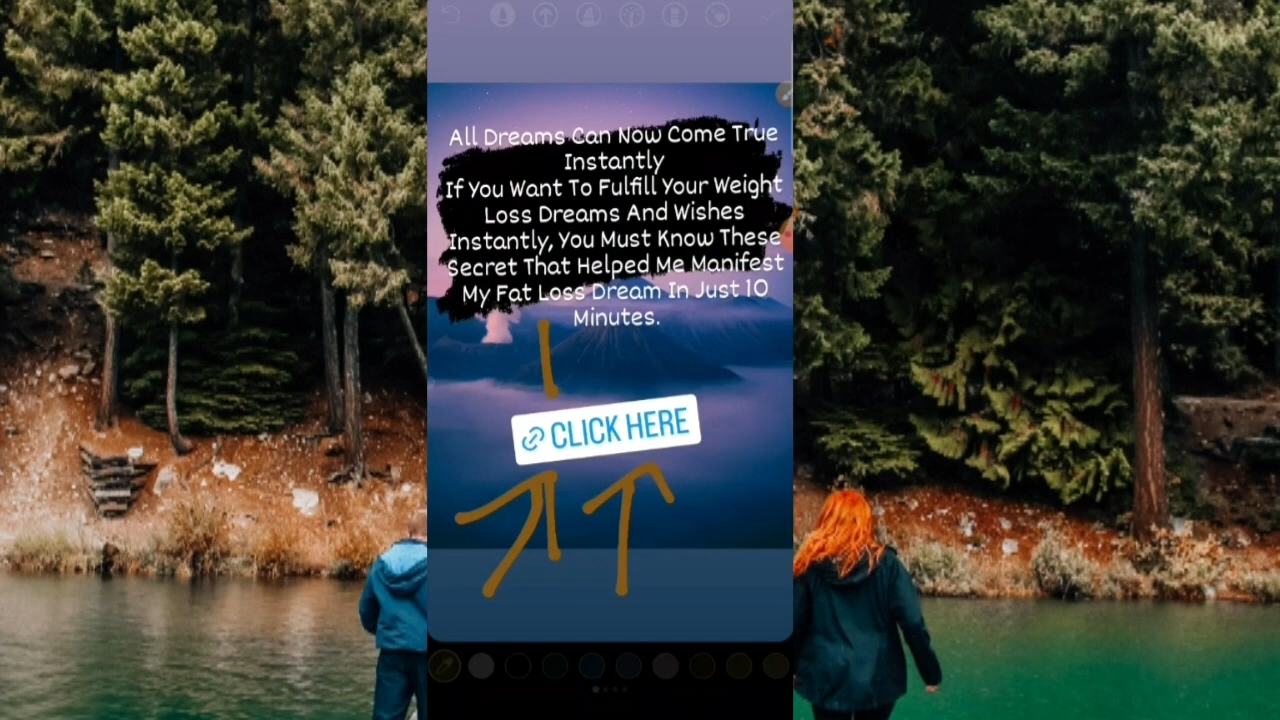 All Dreams Can Now Come True
Instantly
If You Want To Fulfill Your Weight
Loss Dreams And Wishes
Instantly, You Must Know These
Secret That Helped Me Manifest
My Fat Loss Dream In Just 10
Minutes.
CLICK HERE